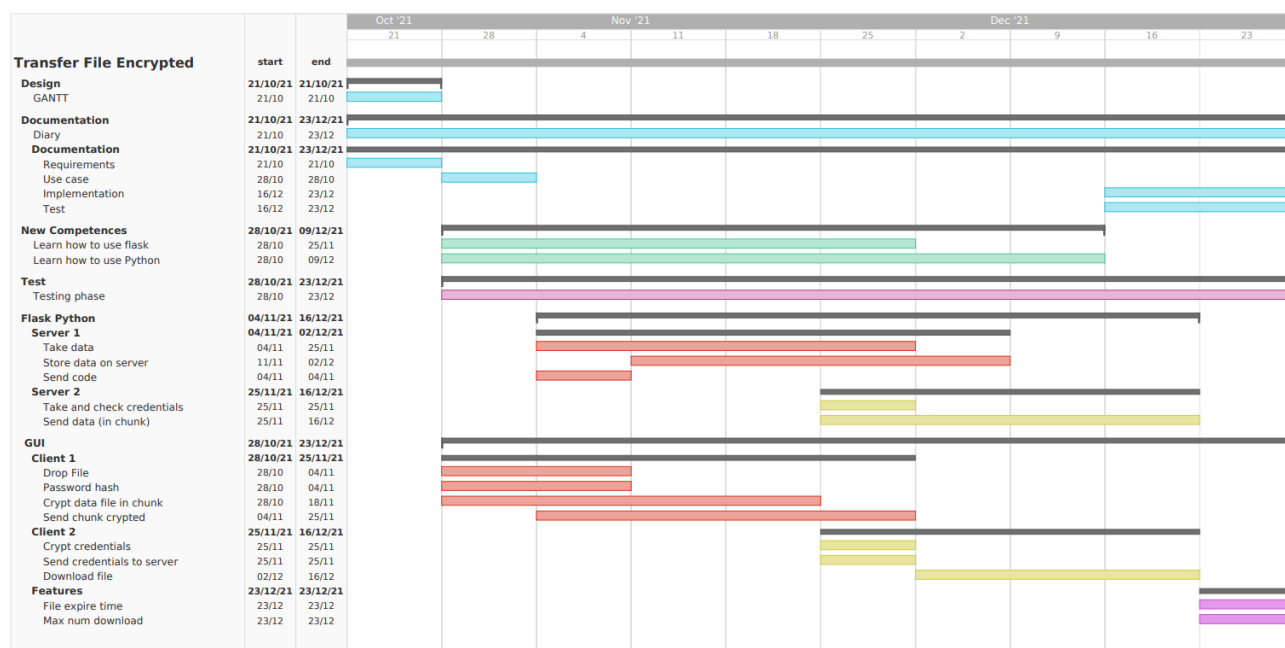 Oct '21 Nov '21 Dec '21
21 28 4 11 18 25 2 9 16 23
Transfer File Encrypted start end
Design 21/10/21 21/10/21
GANTT 21/10 21/10
Documentation 21/10/21 23/12/21
Diary 21/10 23/12
Documentation 21/10/21 23/12/21
Requirements 21/10 21/10
Use case 28/10 28/10
Implementation 16/12 23/12
Test 16/12 23/12
New Competences 28/10/21 09/12/21
Learn how to use flask 28/10 25/11
Learn how to use Python 28/10 09/12
Test 28/10/21 23/12/21
Testing phase 28/10 23/12
Flask Python 04/11/21 16/12/21
Server 1 04/11/21 02/12/21
Take data 04/11 25/11
Store data on server 11/11 02/12
Send code 04/11 04/11
Server 2 25/11/21 16/12/21
Take and check credentials 25/11 25/11
Send data (in chunk) 25/11 16/12
GUI 28/10/21 23/12/21
Client 1 28/10/21 25/11/21
Drop File 28/10 04/11
Password hash 28/10 04/11
Crypt data file in chunk 28/10 18/11
Send chunk crypted 04/11 25/11
Client 2 25/11/21 16/12/21
Crypt credentials 25/11 25/11
Send credentials to server 25/11 25/11
Download file 02/12 16/12
Features 23/12/21 23/12/21
File expire time 23/12 23/12
Max num download 23/12 23/12